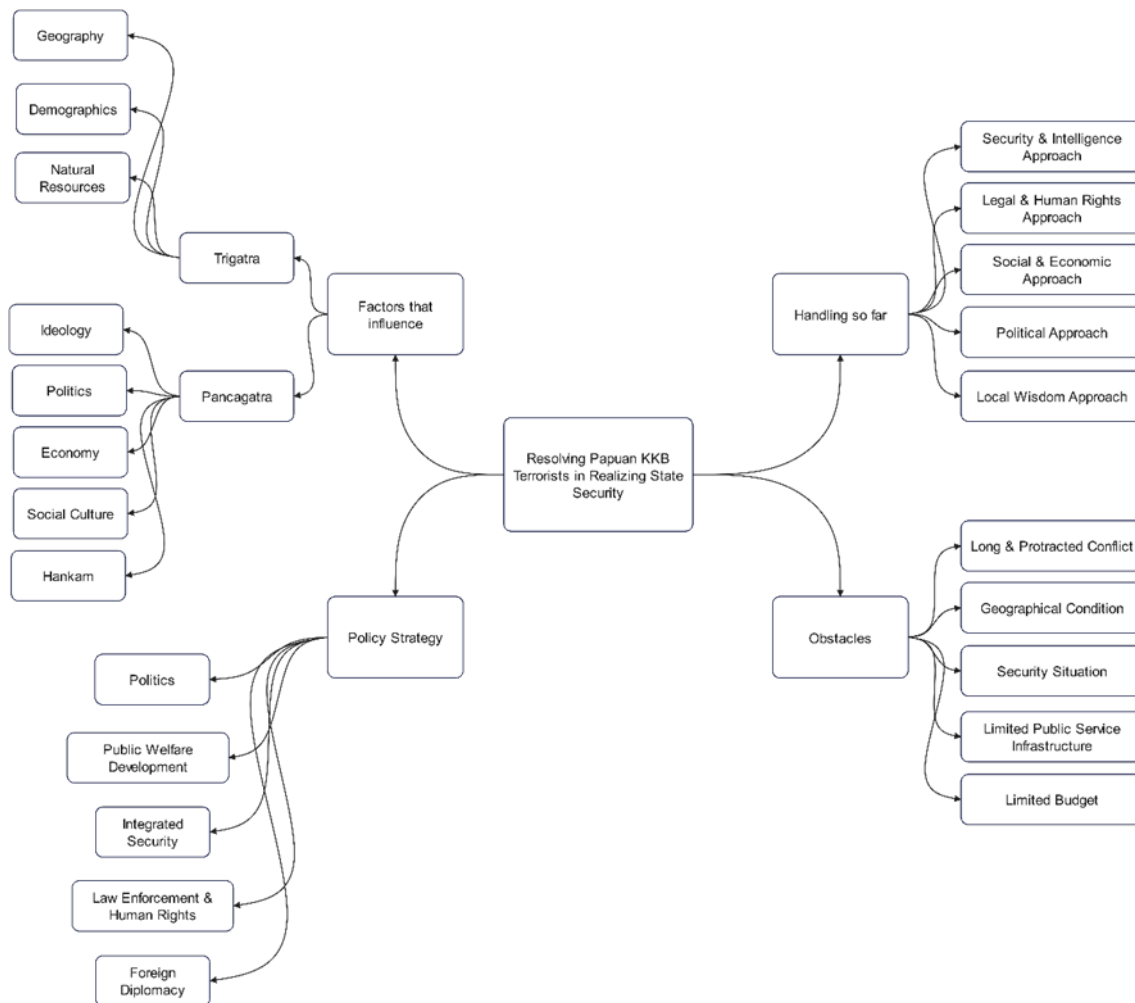 Geography
Demographics
Natural
Resources
Trigatra
Factors that
influence
Ideology
Politics
Pancagatra
Economy
Social Culture
Hankam
Resolving Papuan KKB
Terrorists in Realizing State
Security
Policy Strategy
Politics
Public Welfare
Development
Integrated
Security
Law Enforcement &
Human Rights
Foreign
Diplomacy
Handling so far
Security & Intelligence
Approach
Legal & Human Rights
Approach
Social & Economic
Approach
Political Approach
Local Wisdom Approach
Obstacles
Long & Protracted Conflict
Geographical Condition
Security Situation
Limited Public Service
Infrastructure
Limited Budget